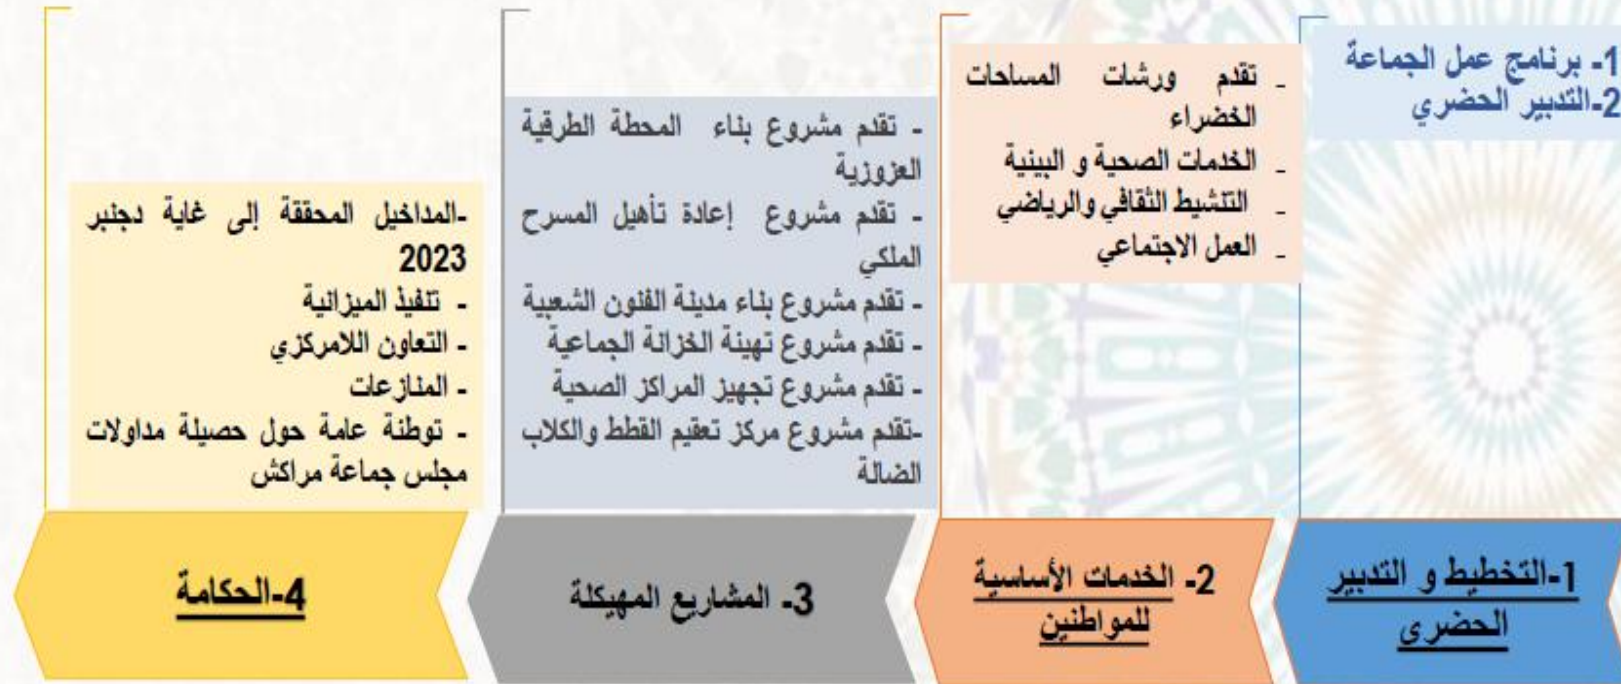 1- برنامج عمل الجماعة
2-التدبير الحضري
- تقدم ورشات المساحات
الخضراء
- الخدمات الصحية و البيئية
- التنشيط الثقافي والرياضي
- العمل الاجتماعي
- تقدم مشروع بناء المحطة الطرقية
العزوزية
- تقدم مشروع إعادة تأهيل المسرح
الملكي
- تقدم مشروع بناء مدينة الفنون الشعبية
- تقدم مشروع تهيئة الخزانة الجماعية
- تقدم مشروع تجهيز المراكز الصحية
-تقدم مشروع مركز تعقيم القطط والكلاب
الضالة
-المداخيل المحققة إلى غاية دجنبر
2023
- تنفيذ الميزانية
- التعاون اللامركزي
- المنازعات
- توطئة عامة حول حصيلة مداولات
مجلس جماعة مراكش
1-التخطيط و التدبير
الحضري
2- الخدمات الأساسية
للمواطنين
3- المشاريع المهيكلة
4-الحكامة